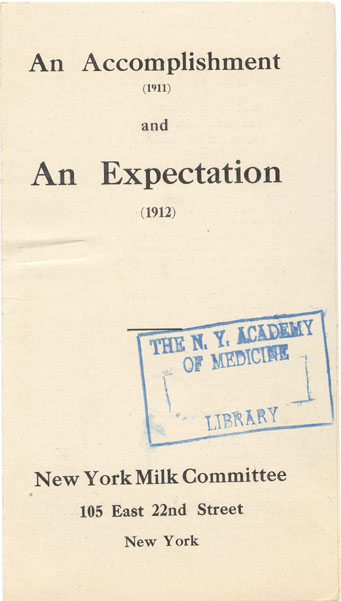 An Accomplishment
(1911)
and
An Expectation
(1912)
THE N. Y. ACADEMY
OF MEDICINE
LIBRARY
New York Milk Committee
105 East 22nd Street
New York